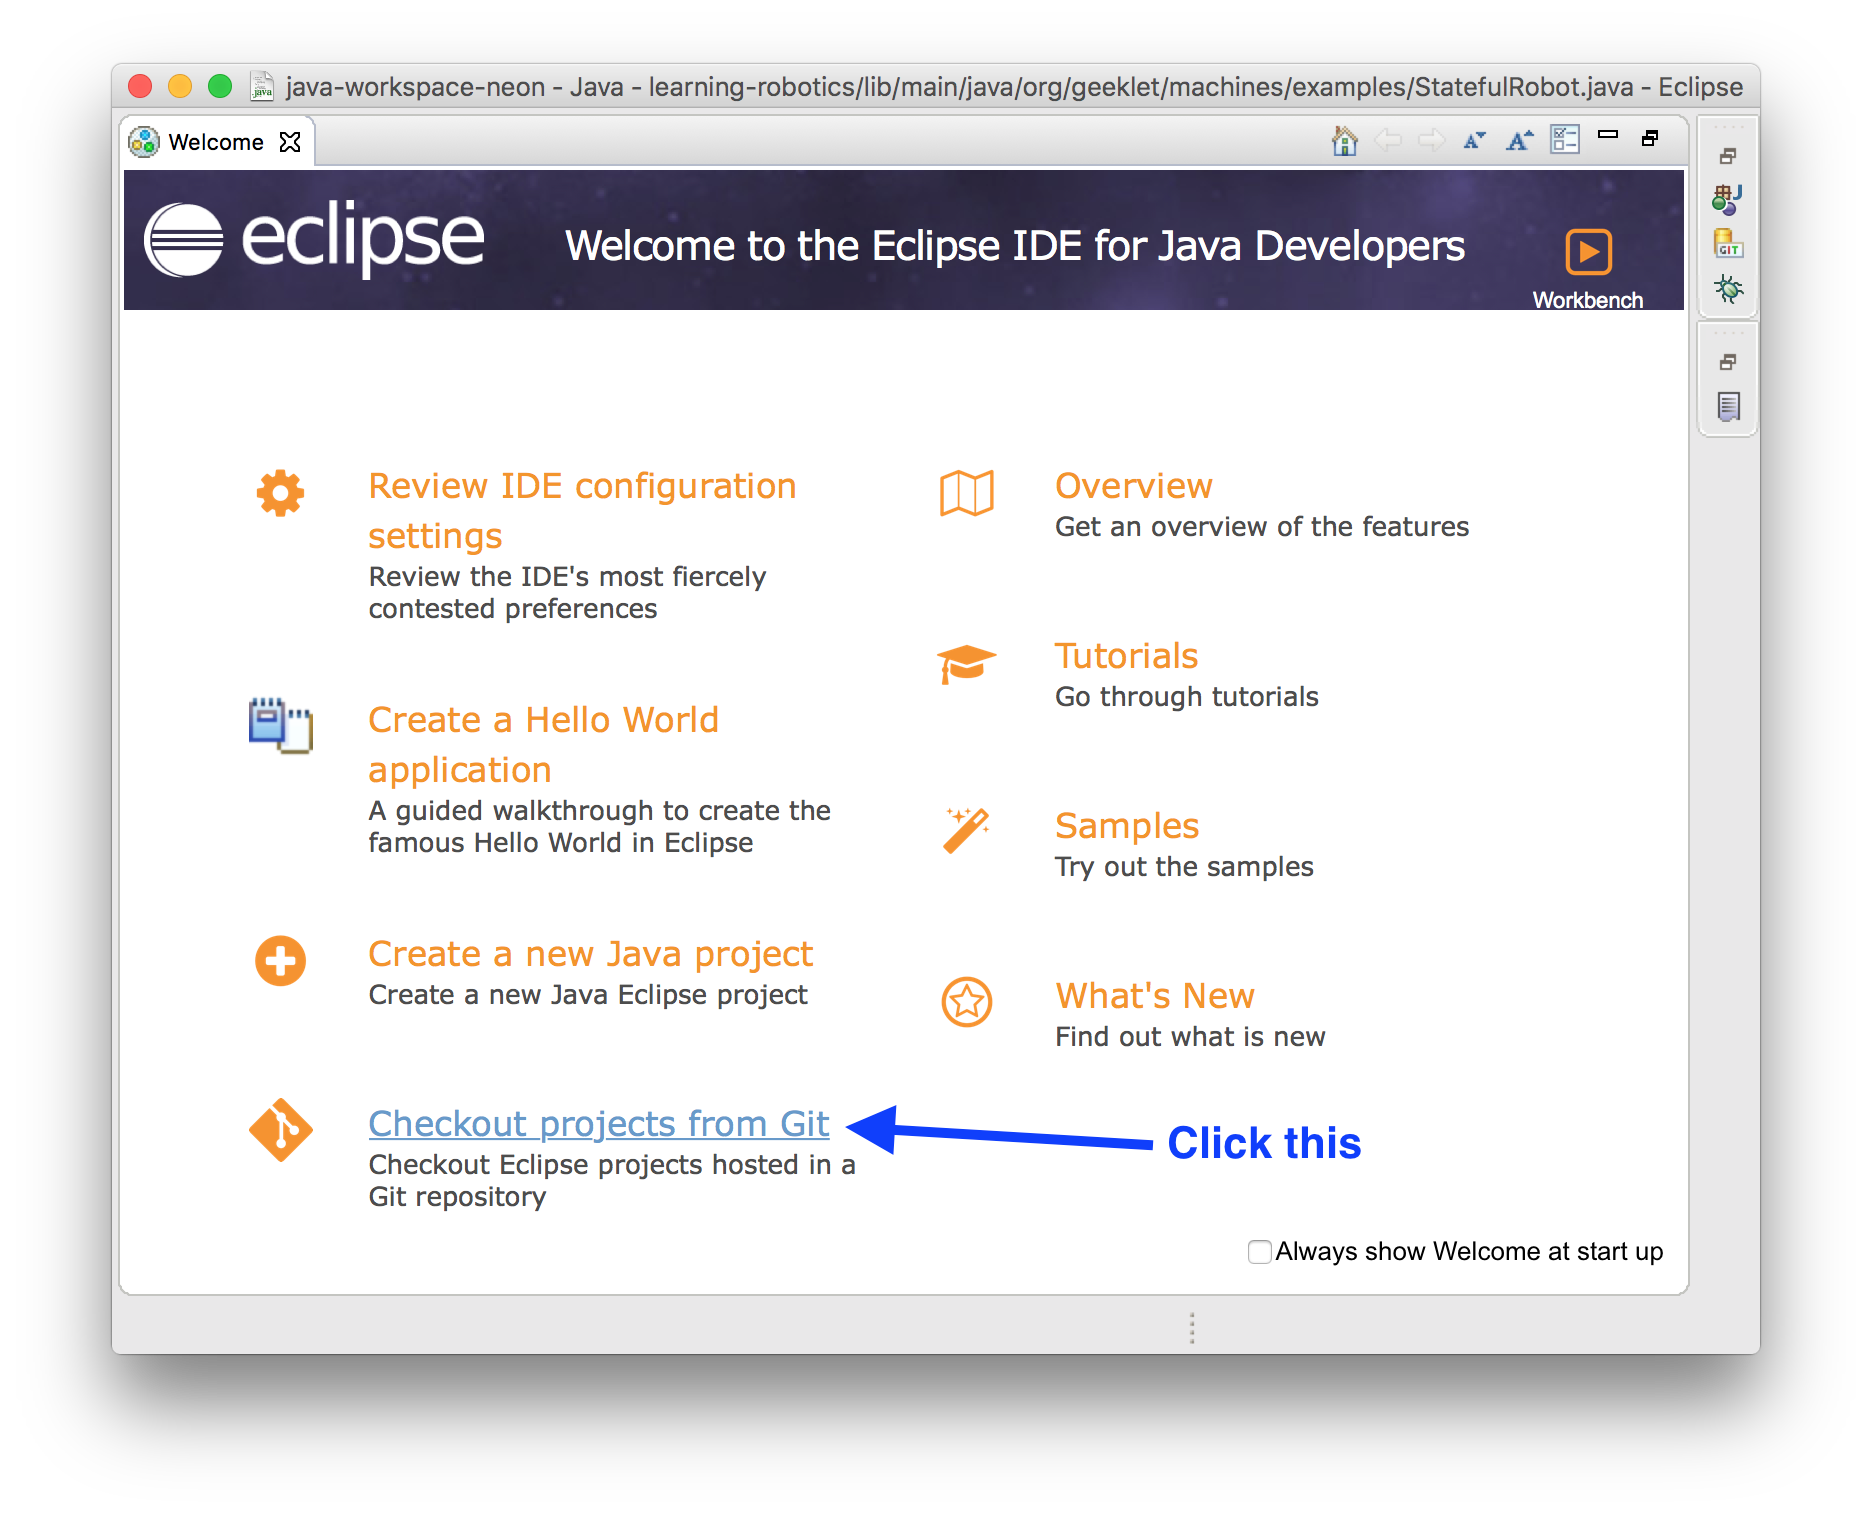 java-workspace-neon - Java - learning-robotics/lib/main/java/org/geeklet/machines/examples/StatefulRobot.java - Eclipse
Welcome
eclipse
Welcome to the Eclipse IDE for Java Developers
Workbench
Review IDE configuration
settings
Review the IDE's most fiercely
contested preferences
Create a Hello World
application
A guided walkthrough to create the
famous Hello World in Eclipse
Create a new Java project
Create a new Java Eclipse project
Checkout projects from Git
Checkout Eclipse projects hosted in a
Git repository
Overview
Get an overview of the features
Tutorials
Go through tutorials
Samples
Try out the samples
What's New
Find out what is new
Click this
Always show Welcome at start up
GIT